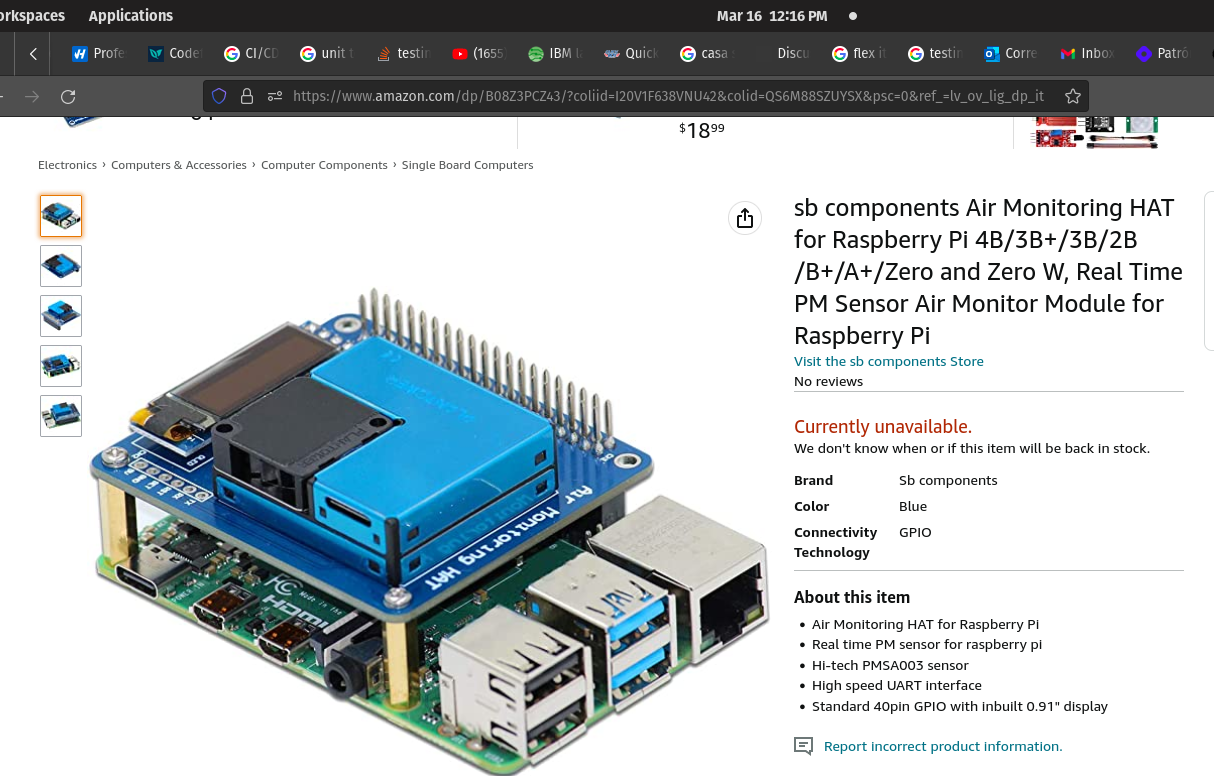 orkspaces Applications Mar 16 12:16 PM
Profe Code CI/CD unit t testin (1655 IBM Quick casa Discu flex it testin Corre Inbox Patró
https://www.amazon.com/dp/B08Z3PCZ43/?coliid=I20V1F638VNU42&colid=QS6M88SZUYSX&psc=0&ref_=lv_ov_lig_dp_it
$1899
Electronics › Computers & Accessories › Computer Components › Single Board Computers
sb components Air Monitoring HAT
for Raspberry Pi 4B/3B+/3B/2B
/B+/A+/Zero and Zero W, Real Time
PM Sensor Air Monitor Module for
Raspberry Pi
Visit the sb components Store
No reviews
Currently unavailable.
We don't know when or if this item will be back in stock.
Brand Sb components
Color Blue
Connectivity GPIO
Technology
About this item
• Air Monitoring HAT for Raspberry Pi
• Real time PM sensor for raspberry pi
• Hi-tech PMSA003 sensor
• High speed UART interface
• Standard 40pin GPIO with inbuilt 0.91" display
Report incorrect product information.
PLANTOWER
OLED
Air Monitoring HAT
POWER IN
HDMI